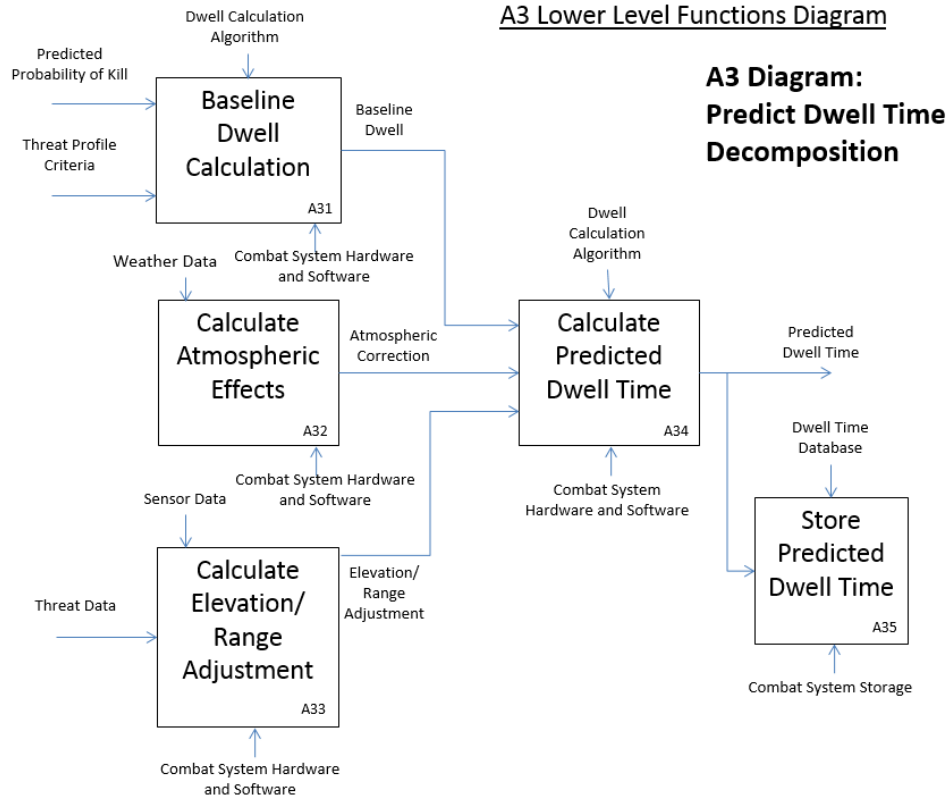 A3 Lower Level Functions Diagram
A3 Diagram:
Predict Dwell Time
Decomposition
Dwell Calculation
Algorithm
Predicted
Probability of Kill
Threat Profile
Criteria
Baseline
Dwell
Calculation
A31
Baseline
Dwell
Combat System Hardware
and Software
Weather Data
Calculate
Atmospheric
Effects
A32
Atmospheric
Correction
Combat System Hardware
and Software
Sensor Data
Threat Data
Calculate
Elevation/
Range
Adjustment
A33
Elevation/
Range
Adjustment
Combat System Hardware
and Software
Dwell
Calculation
Algorithm
Calculate
Predicted
Dwell Time
A34
Combat System
Hardware and Software
Predicted
Dwell Time
Dwell Time
Database
Store
Predicted
Dwell Time
A35
Combat System Storage